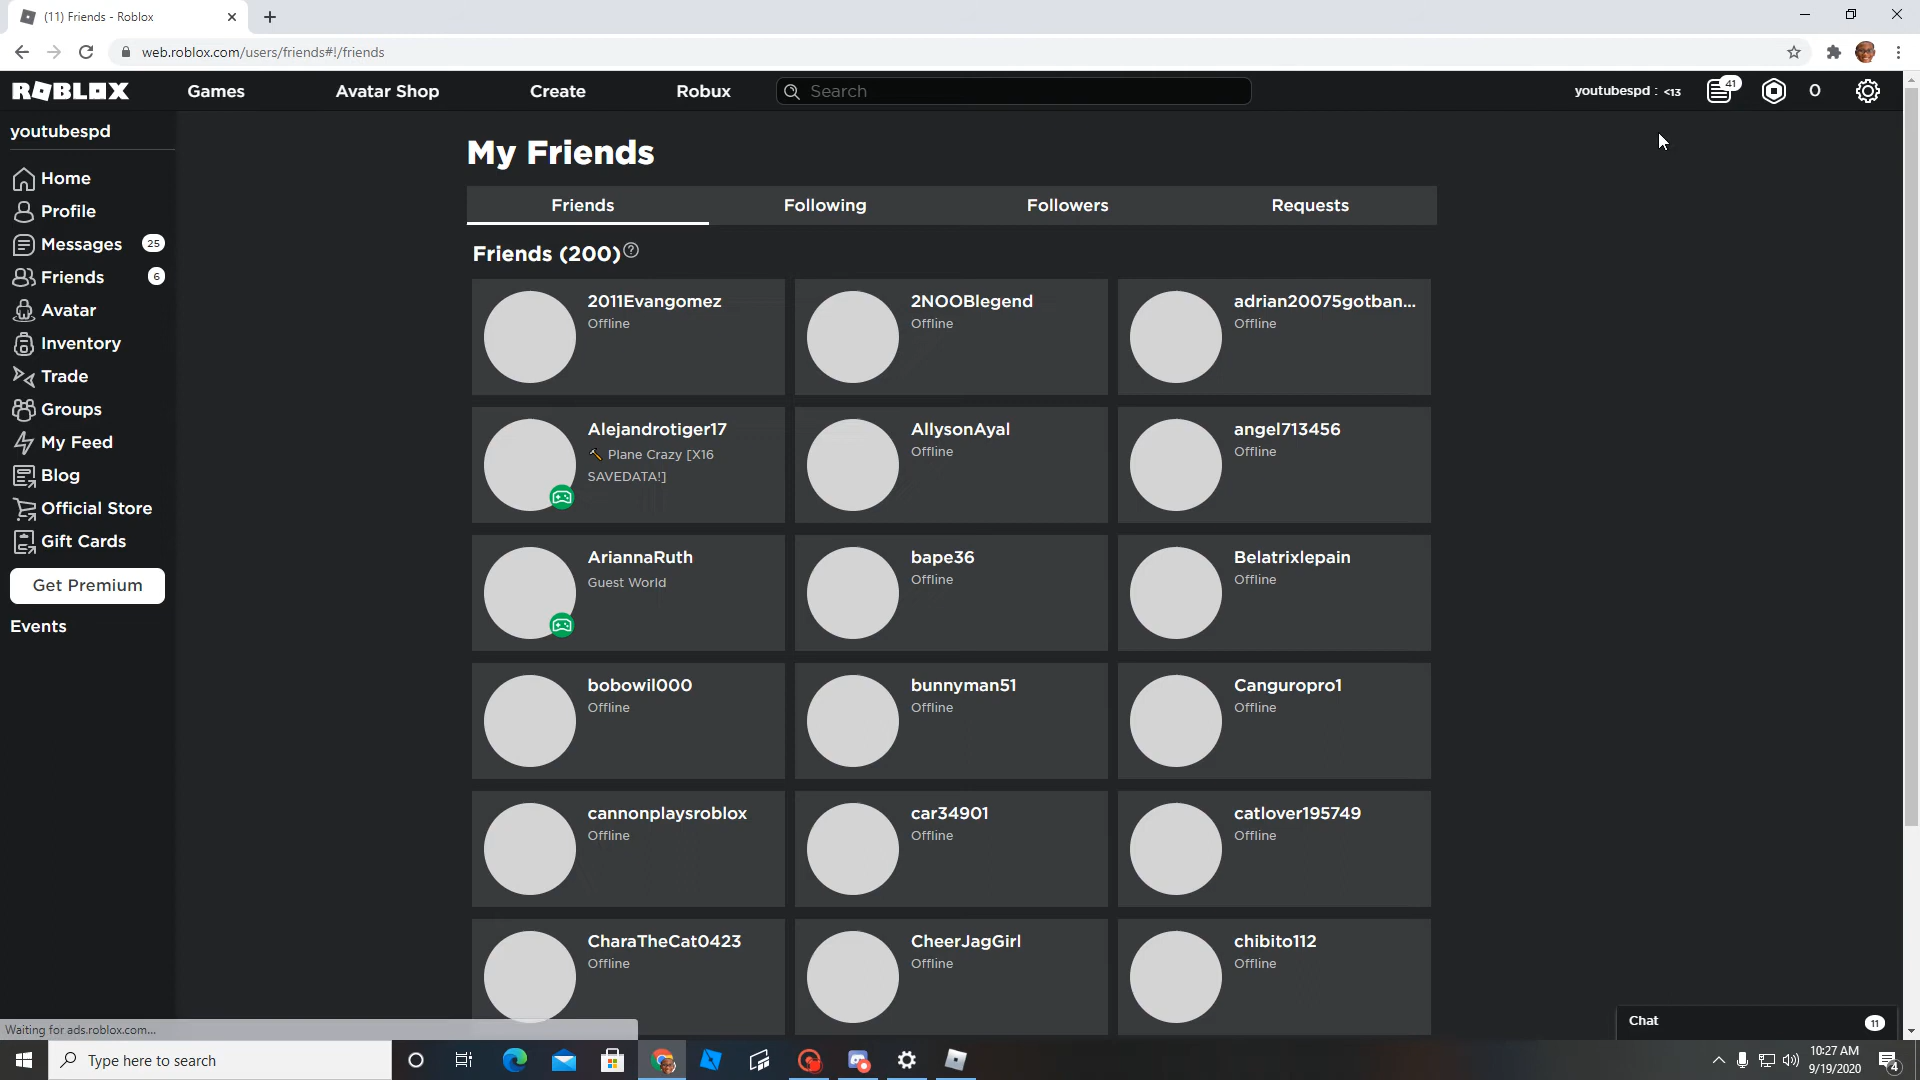 (11) Friends - Roblox
web.roblox.com/users/friends#!/friends
ROBLOX
Games
Avatar Shop
Create
Robux
Search
youtubespd : <13
41
0
youtubespd
Home
Profile
Messages 25
Friends 6
Avatar
Inventory
Trade
Groups
My Feed
Blog
Official Store
Gift Cards
Get Premium
Events
My Friends
Friends
Following
Followers
Requests
Friends (200)
2011Evangomez
Offline
2NOOBlegend
Offline
adrian20075gotban...
Offline
Alejandrotiger17
Plane Crazy [X16
SAVEDATA!]
AllysonAyal
Offline
angel713456
Offline
AriannaRuth
Guest World
bape36
Offline
Belatrixlepain
Offline
bobowil000
Offline
bunnyman51
Offline
Canguropro1
Offline
cannonplaysroblox
Offline
car34901
Offline
catlover195749
Offline
CharaTheCat0423
Offline
CheerJagGirl
Offline
chibito112
Offline
Chat 11
Waiting for ads.roblox.com...
Type here to search
10:27 AM
9/19/2020
4